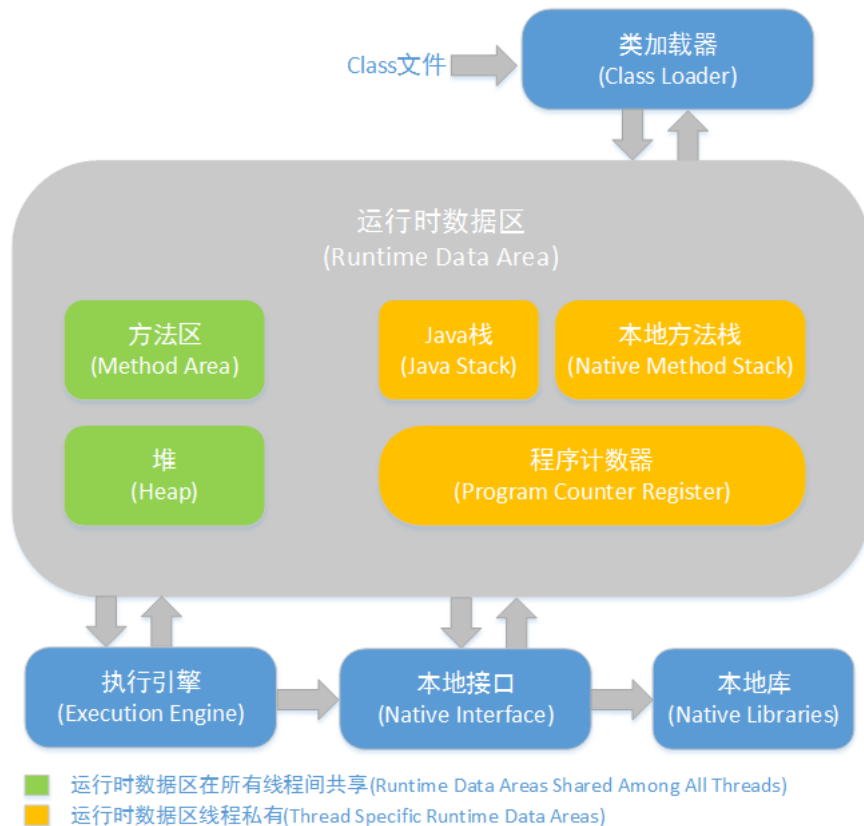 Class文件
类加载器
(Class Loader)
运行时数据区
(Runtime Data Area)
方法区
(Method Area)
Java栈
(Java Stack)
本地方法栈
(Native Method Stack)
堆
(Heap)
程序计数器
(Program Counter Register)
执行引擎
(Execution Engine)
本地接口
(Native Interface)
本地库
(Native Libraries)
运行时数据区在所有线程间共享(Runtime Data Areas Shared Among All Threads)
运行时数据区线程私有(Thread Specific Runtime Data Areas)